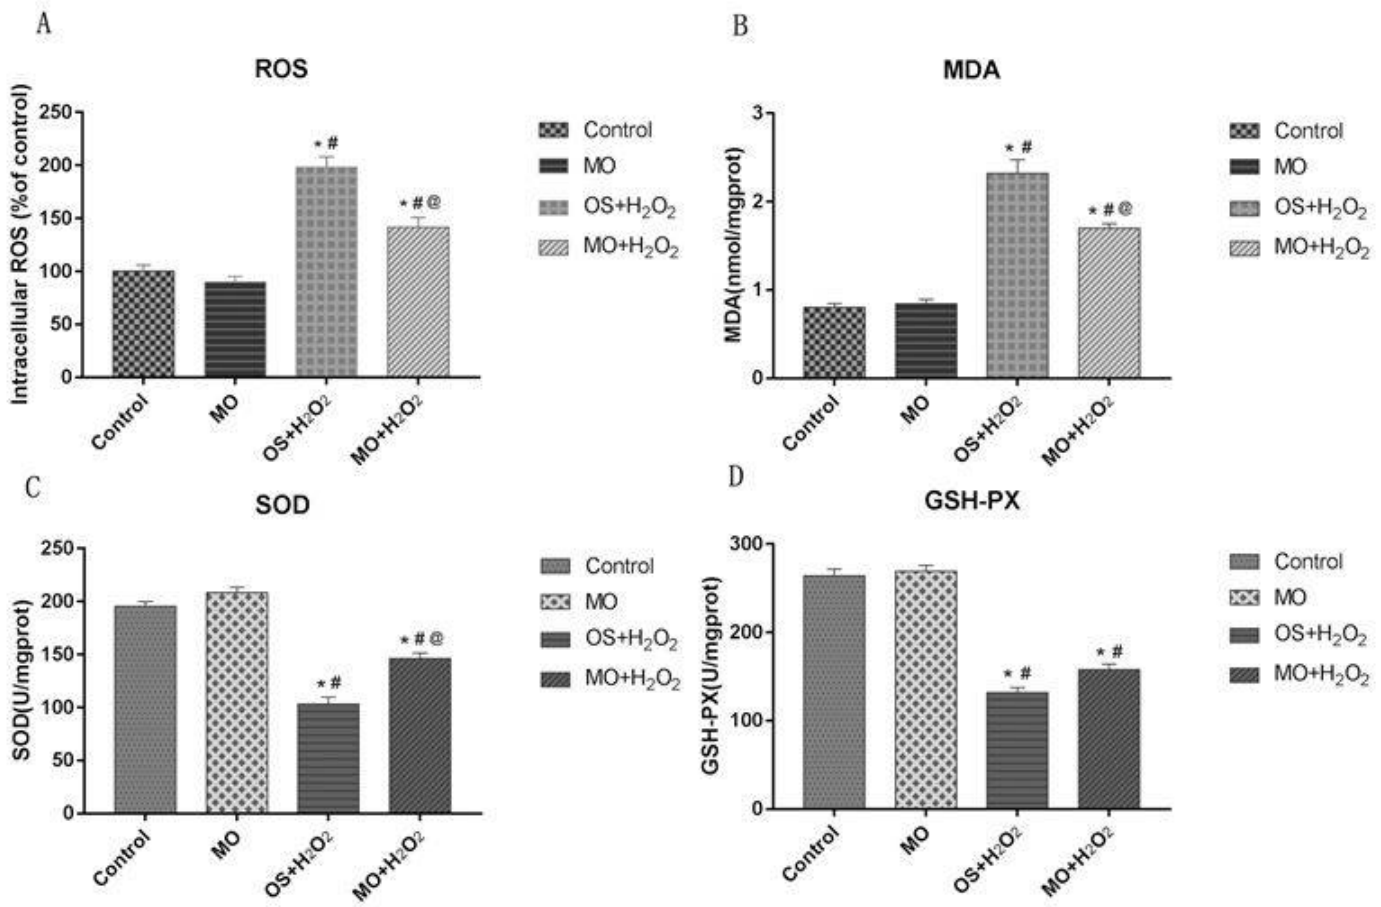 A
ROS
Intracellular ROS (%of control)
250
200
150
100
50
0
* #
* # @
Control
MO
OS+H₂O₂
MO+H₂O₂
Control
MO
OS+H₂O₂
MO+H₂O₂
B
MDA
MDA(nmol/mgprot)
3
2
1
0
* #
* # @
Control
MO
OS+H₂O₂
MO+H₂O₂
Control
MO
OS+H₂O₂
MO+H₂O₂
C
SOD
SOD(U/mgprot)
250
200
150
100
50
0
* #
* # @
Control
MO
OS+H₂O₂
MO+H₂O₂
Control
MO
OS+H₂O₂
MO+H₂O₂
D
GSH-PX
GSH-PX(U/mgprot)
300
200
100
0
* #
* #
Control
MO
OS+H₂O₂
MO+H₂O₂
Control
MO
OS+H₂O₂
MO+H₂O₂